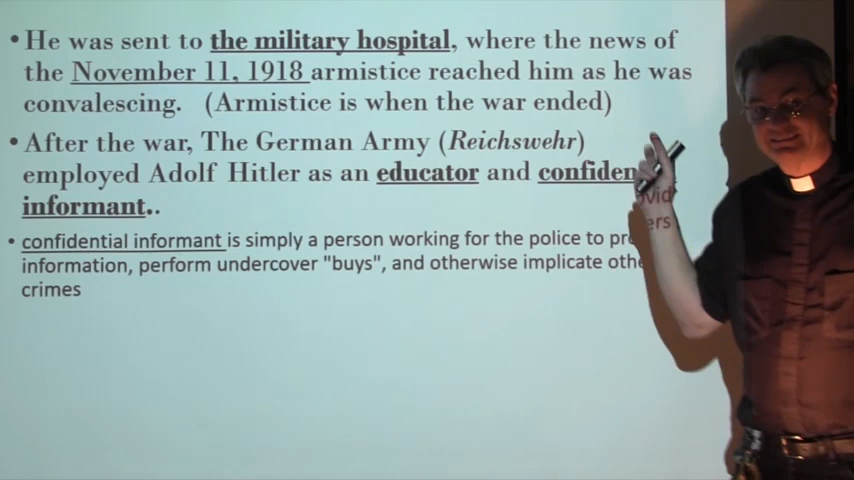 • He was sent to the military hospital, where the news of
the November 11, 1918 armistice reached him as he was
convalescing. (Armistice is when the war ended)
• After the war, The German Army (Reichswehr)
employed Adolf Hitler as an educator and confiden
informant..
• confidential informant is simply a person working for the police to provid
information, perform undercover "buys", and otherwise implicate others
crimes